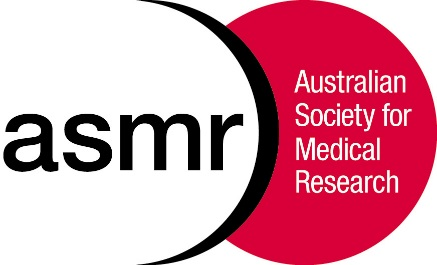 asmr
Australian
Society for
Medical
Research